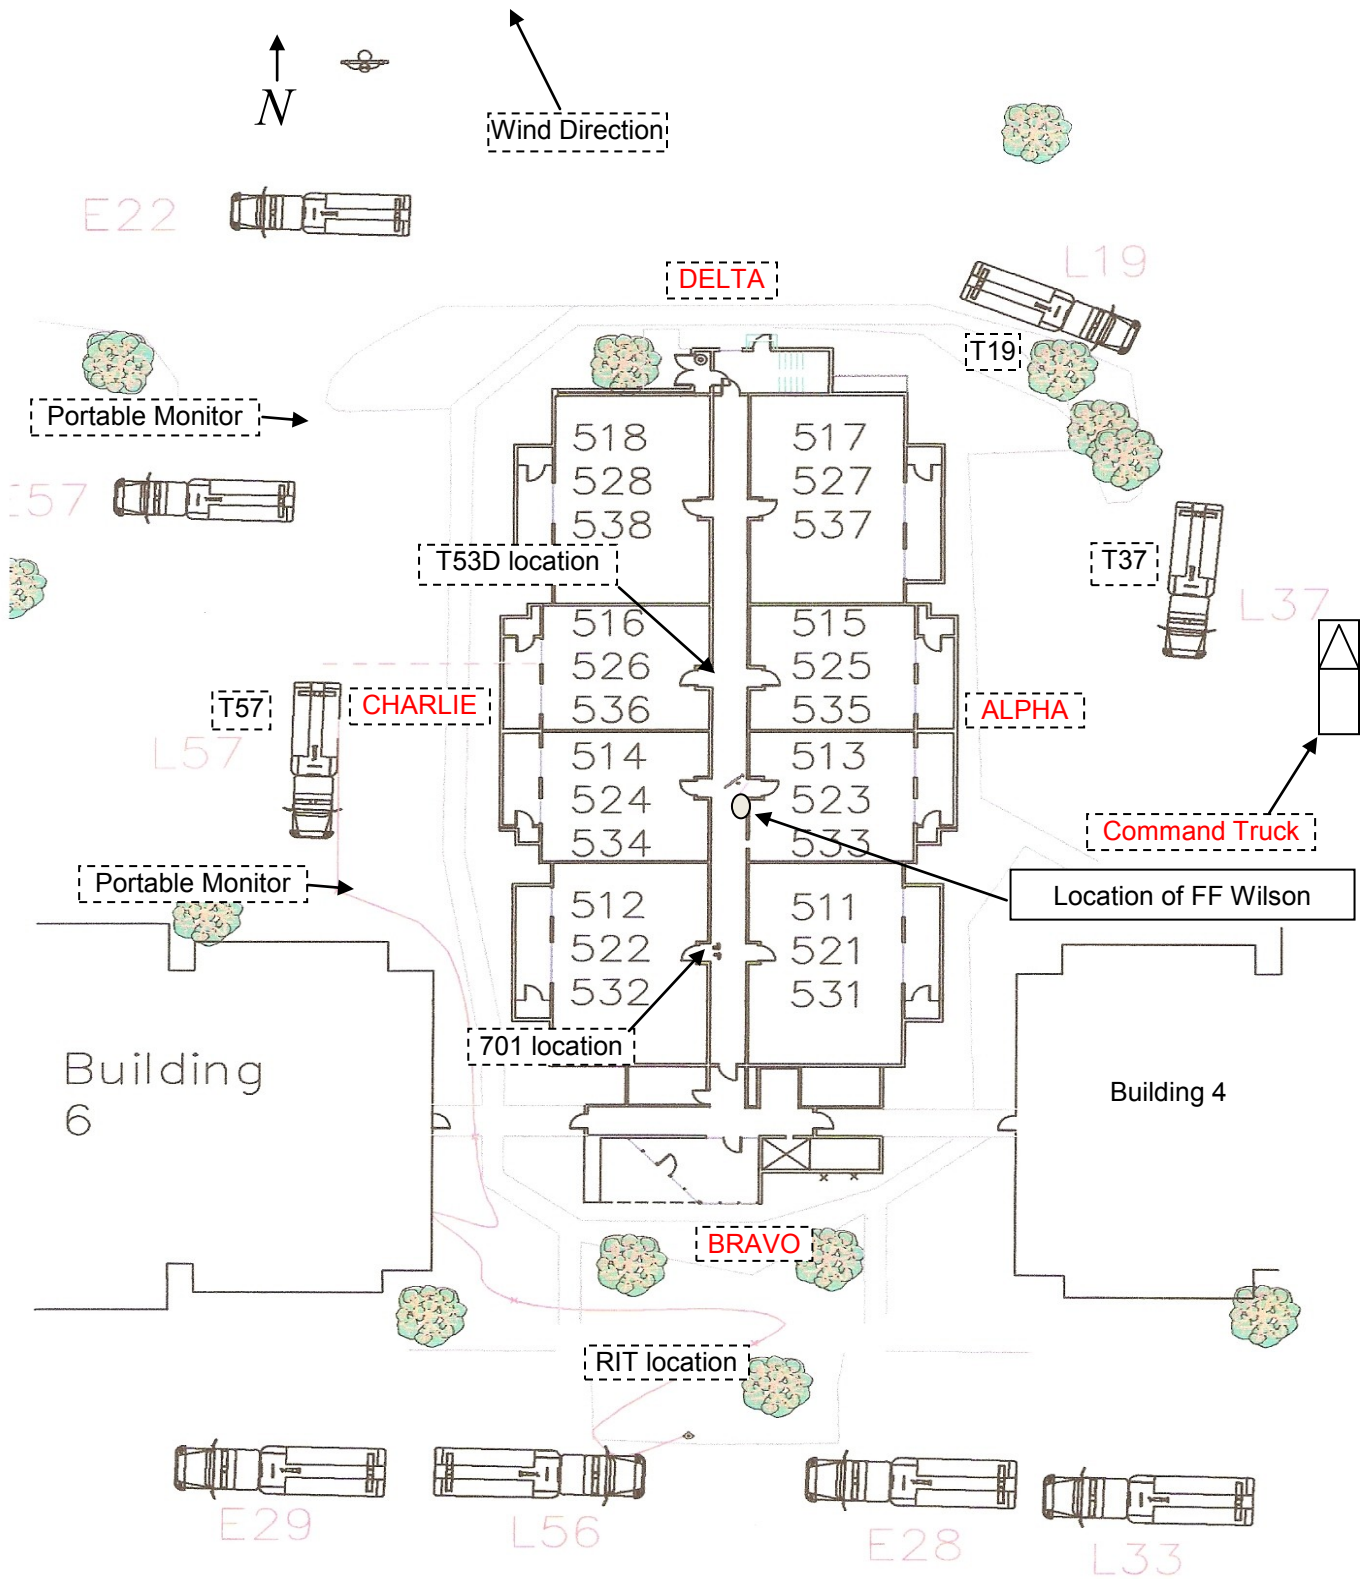 N
Wind Direction
E22
DELTA
L19
T19
Portable Monitor
E57
518
528
538
517
527
537
T53D location
T37
L37
516
526
536
515
525
535
T57
CHARLIE
ALPHA
L57
514
524
534
513
523
533
Command Truck
Portable Monitor
Location of FF Wilson
512
522
532
511
521
531
701 location
Building
6
Building 4
BRAVO
RIT location
E29
L56
E28
L33